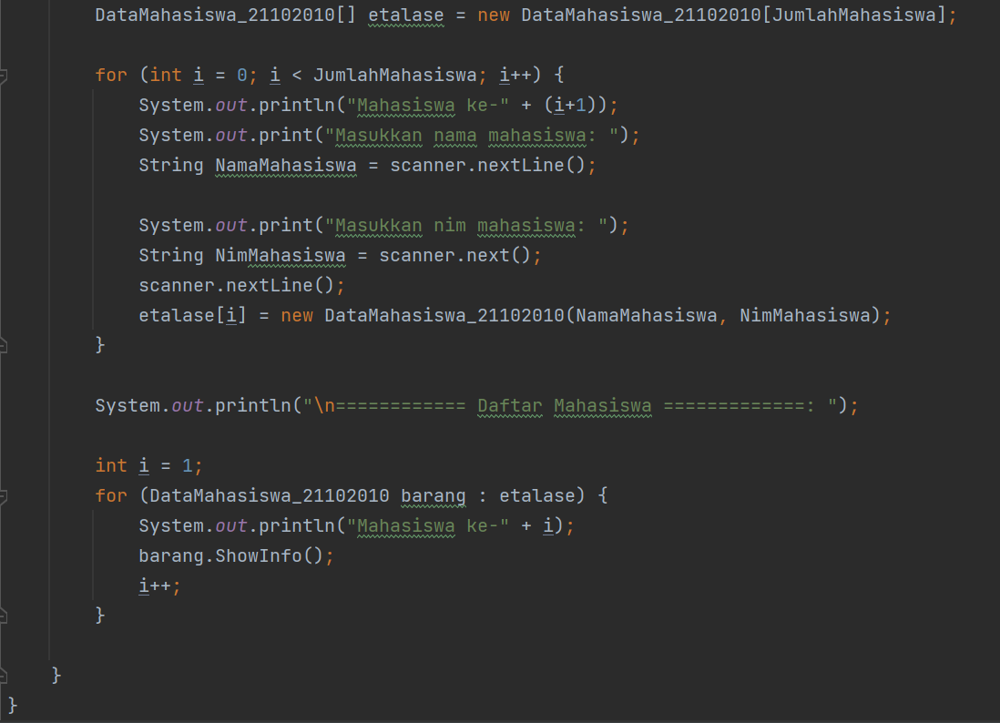 DataMahasiswa_21102010[] etalase = new DataMahasiswa_21102010[JumlahMahasiswa];
for (int i = 0; i < JumlahMahasiswa; i++) {
System.out.println("Mahasiswa ke-" + (i+1));
System.out.print("Masukkan nama mahasiswa: ");
String NamaMahasiswa = scanner.nextLine();
System.out.print("Masukkan nim mahasiswa: ");
String NimMahasiswa = scanner.next();
scanner.nextLine();
etalase[i] = new DataMahasiswa_21102010(NamaMahasiswa, NimMahasiswa);
}
System.out.println("\n============ Daftar Mahasiswa =============: ");
int i = 1;
for (DataMahasiswa_21102010 barang : etalase) {
System.out.println("Mahasiswa ke-" + i);
barang.ShowInfo();
i++;
}
}
}